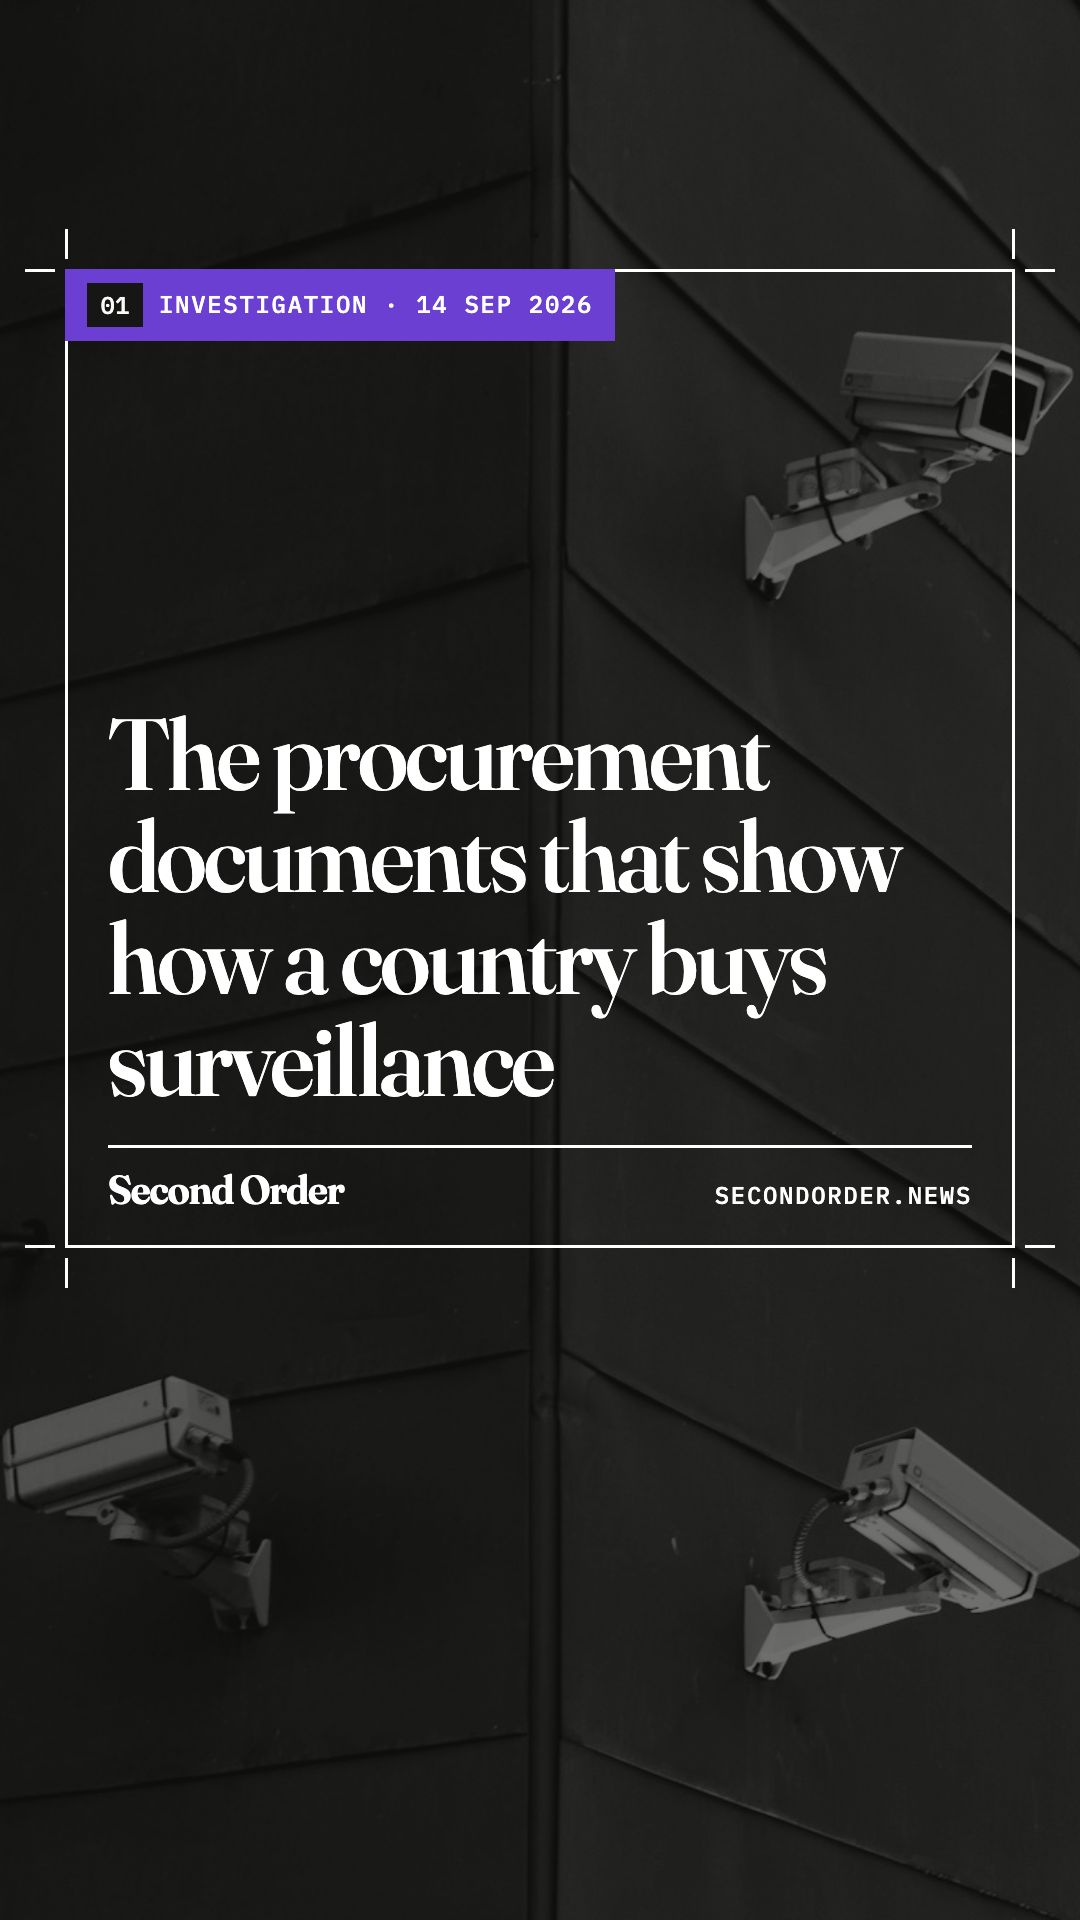 01 INVESTIGATION · 14 SEP 2026
The procurement
documents that show
how a country buys
surveillance
Second Order
SECONDORDER.NEWS